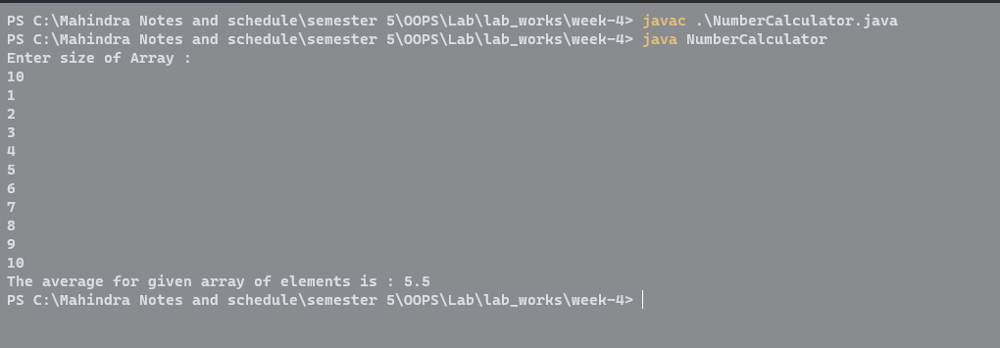 PS C:\Mahindra Notes and schedule\semester 5\OOPS\Lab\lab_works\week-4> javac .\NumberCalculator.java
PS C:\Mahindra Notes and schedule\semester 5\OOPS\Lab\lab_works\week-4> java NumberCalculator
Enter size of Array :
10
1
2
3
4
5
6
7
8
9
10
The average for given array of elements is : 5.5
PS C:\Mahindra Notes and schedule\semester 5\OOPS\Lab\lab_works\week-4>